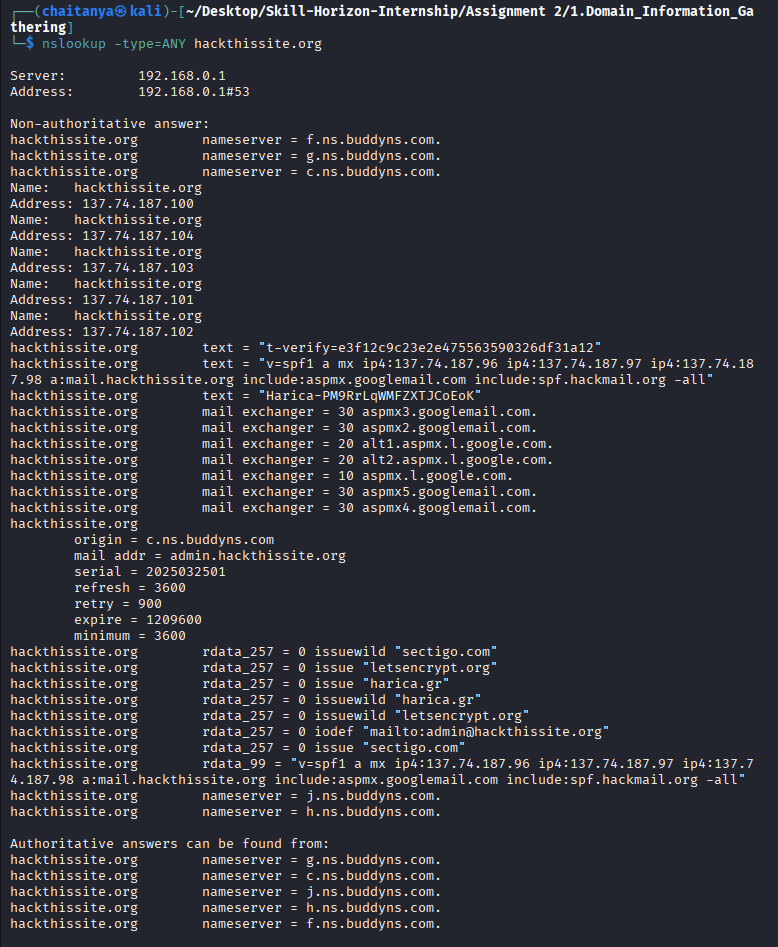 ┌──(chaitanya㉿kali)-[~/Desktop/Skill-Horizon-Internship/Assignment 2/1.Domain_Information_Ga
thering]
└─$ nslookup -type=ANY hackthissite.org
Server:         192.168.0.1
Address:        192.168.0.1#53
Non-authoritative answer:
hackthissite.org        nameserver = f.ns.buddyns.com.
hackthissite.org        nameserver = g.ns.buddyns.com.
hackthissite.org        nameserver = c.ns.buddyns.com.
Name:   hackthissite.org
Address: 137.74.187.100
Name:   hackthissite.org
Address: 137.74.187.104
Name:   hackthissite.org
Address: 137.74.187.103
Name:   hackthissite.org
Address: 137.74.187.101
Name:   hackthissite.org
Address: 137.74.187.102
hackthissite.org        text = "t-verify=e3f12c9c23e2e475563590326df31a12"
hackthissite.org        text = "v=spf1 a mx ip4:137.74.187.96 ip4:137.74.187.97 ip4:137.74.18
7.98 a:mail.hackthissite.org include:aspmx.googlemail.com include:spf.hackmail.org -all"
hackthissite.org        text = "Harica-PM9RrLqWMFZXTJCoEoK"
hackthissite.org        mail exchanger = 30 aspmx3.googlemail.com.
hackthissite.org        mail exchanger = 30 aspmx2.googlemail.com.
hackthissite.org        mail exchanger = 20 alt1.aspmx.l.google.com.
hackthissite.org        mail exchanger = 20 alt2.aspmx.l.google.com.
hackthissite.org        mail exchanger = 10 aspmx.l.google.com.
hackthissite.org        mail exchanger = 30 aspmx5.googlemail.com.
hackthissite.org        mail exchanger = 30 aspmx4.googlemail.com.
hackthissite.org
        origin = c.ns.buddyns.com
        mail addr = admin.hackthissite.org
        serial = 2025032501
        refresh = 3600
        retry = 900
        expire = 1209600
        minimum = 3600
hackthissite.org        rdata_257 = 0 issuewild "sectigo.com"
hackthissite.org        rdata_257 = 0 issue "letsencrypt.org"
hackthissite.org        rdata_257 = 0 issue "harica.gr"
hackthissite.org        rdata_257 = 0 issuewild "harica.gr"
hackthissite.org        rdata_257 = 0 issuewild "letsencrypt.org"
hackthissite.org        rdata_257 = 0 iodef "mailto:admin@hackthissite.org"
hackthissite.org        rdata_257 = 0 issue "sectigo.com"
hackthissite.org        rdata_99 = "v=spf1 a mx ip4:137.74.187.96 ip4:137.74.187.97 ip4:137.7
4.187.98 a:mail.hackthissite.org include:aspmx.googlemail.com include:spf.hackmail.org -all"
hackthissite.org        nameserver = j.ns.buddyns.com.
hackthissite.org        nameserver = h.ns.buddyns.com.
Authoritative answers can be found from:
hackthissite.org        nameserver = g.ns.buddyns.com.
hackthissite.org        nameserver = c.ns.buddyns.com.
hackthissite.org        nameserver = j.ns.buddyns.com.
hackthissite.org        nameserver = h.ns.buddyns.com.
hackthissite.org        nameserver = f.ns.buddyns.com.